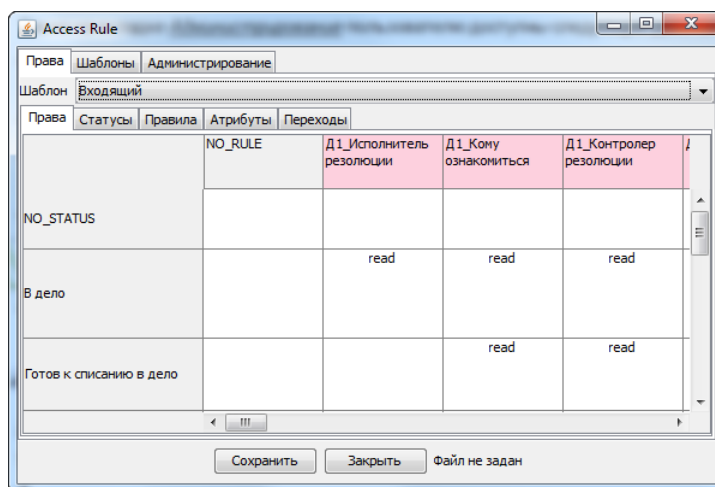 Access Rule
Права Шаблоны Администрирование
Шаблон Входящий
Права Статусы Правила Атрибуты Переходы
NO_RULE Д1_Исполнитель резолюции Д1_Кому ознакомиться Д1_Контролер резолюции
NO_STATUS
В дело read read read
Готов к списанию в дело read read
Сохранить Закрыть Файл не задан